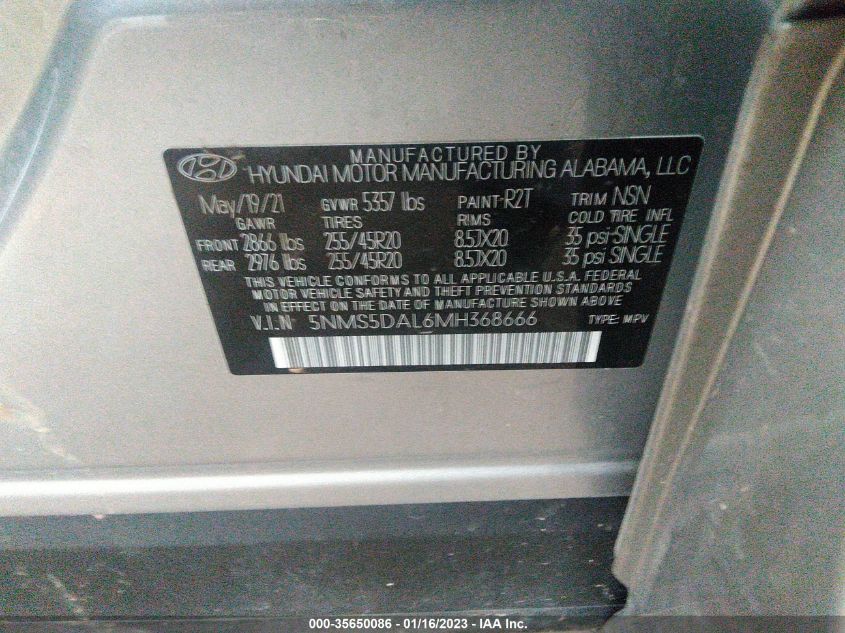 MANUFACTURED BY
HYUNDAI MOTOR MANUFACTURING ALABAMA, LLC
May/19/21 GVWR 5357 lbs PAINT-R2T TRIM NSN
GAWR TIRES RIMS COLD TIRE INFL
FRONT 2866 lbs 255/45R20 8.5JX20 35 psi-SINGLE
REAR 2976 lbs 255/45R20 8.5JX20 35 psi SINGLE
THIS VEHICLE CONFORMS TO ALL APPLICABLE U.S.A. FEDERAL
MOTOR VEHICLE SAFETY AND THEFT PREVENTION STANDARDS
IN EFFECT ON THE DATE OF MANUFACTURE SHOWN ABOVE
V.I.N 5NMS5DAL6MH368666 TYPE: MPV
000-35650086 - 01/16/2023 - IAA Inc.